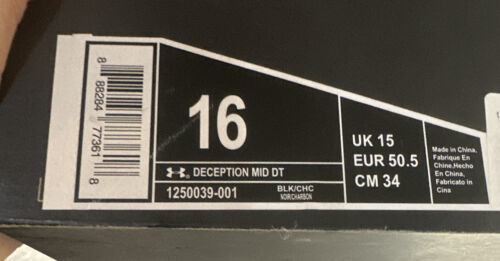 8 88284 77361 8
16
DECEPTION MID DT
1250039-001
BLK/CHC
NOIR/CHARBON
UK 15
EUR 50.5
CM 34
Made in China,
Fabrique En
Chine,Hecho
En China,
Fabricato in
Cina